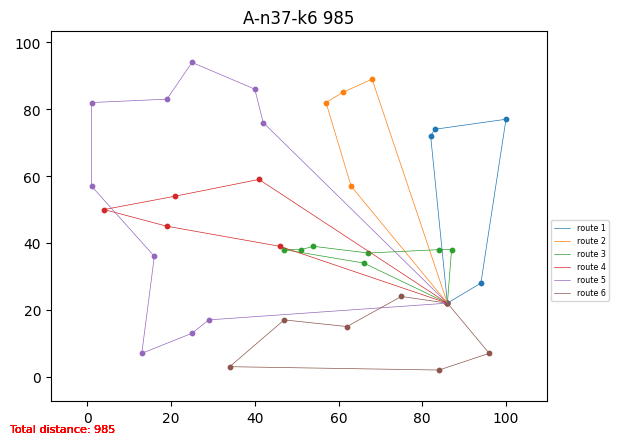 A-n37-k6 985
100
80
60
40
20
0
0 20 40 60 80 100
route 1
route 2
route 3
route 4
route 5
route 6
Total distance: 985